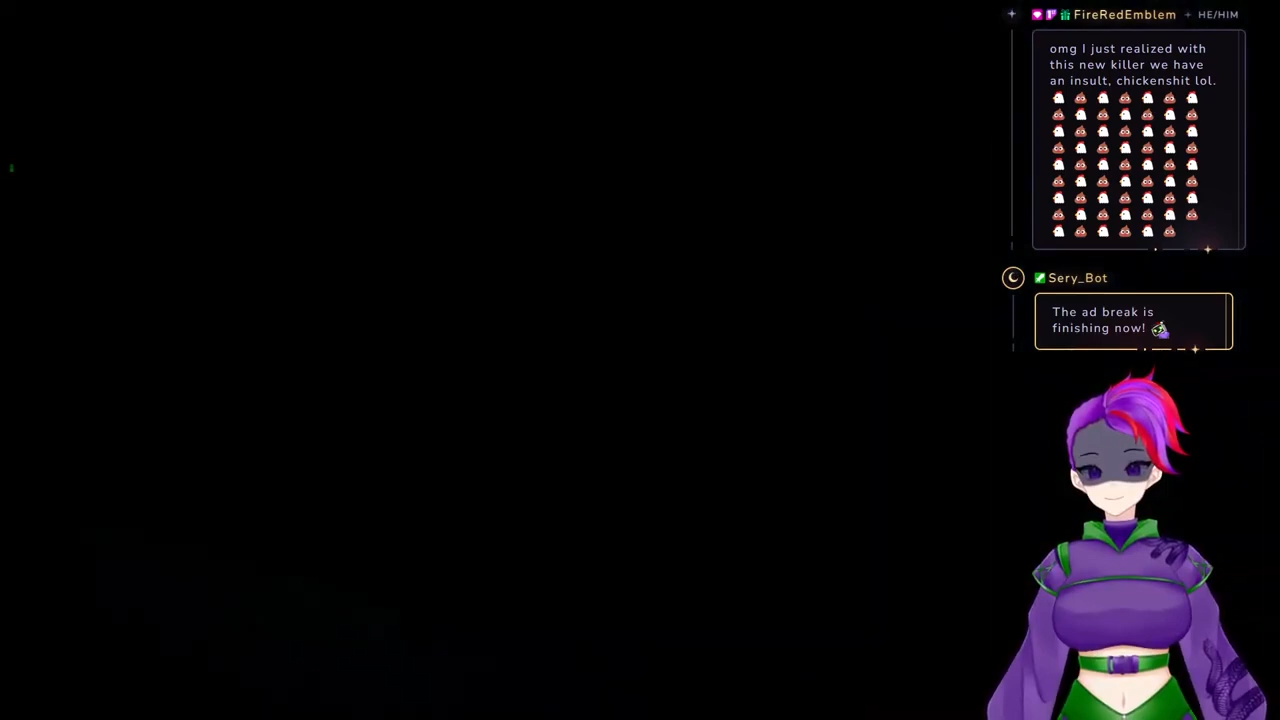 FireRedEmblem HE/HIM
omg I just realized with
this new killer we have
an insult, chickenshit lol.
Sery_Bot
The ad break is
finishing now!